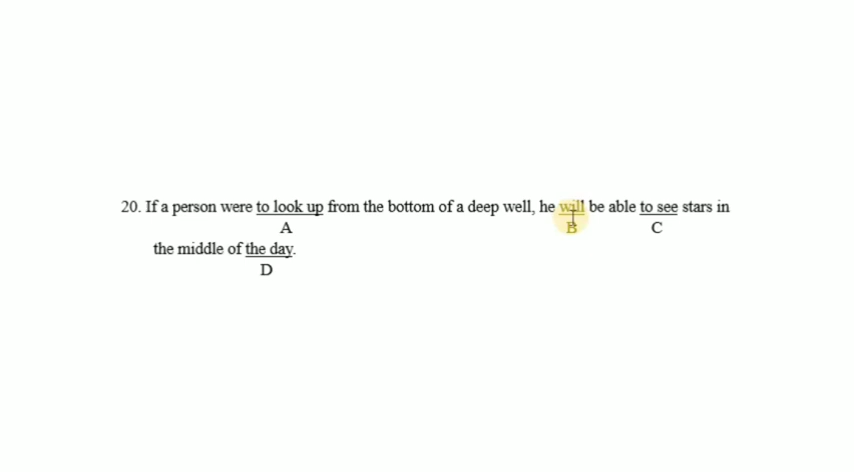 20. If a person were to look up from the bottom of a deep well, he will be able to see stars in
A B C
the middle of the day.
D